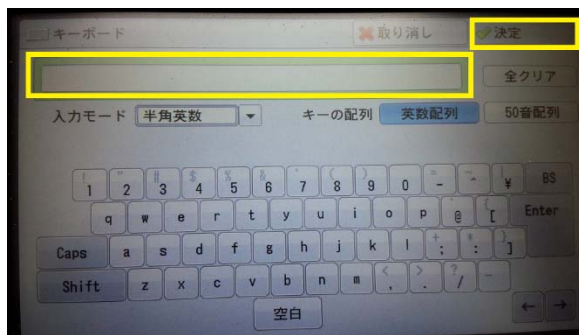 キーボード 取り消し 決定
全クリア
入力モード 半角英数 キーの配列 英数配列 50音配列
! " # $ % & ' ( ) = ~ |
1 2 3 4 5 6 7 8 9 0 - ^ ¥ BS
q w e r t y u i o p @ [ { Enter
Caps a s d f g h j k l ; + : * ] }
Shift z x c v b n m , < . > / ? _
空白 ← →